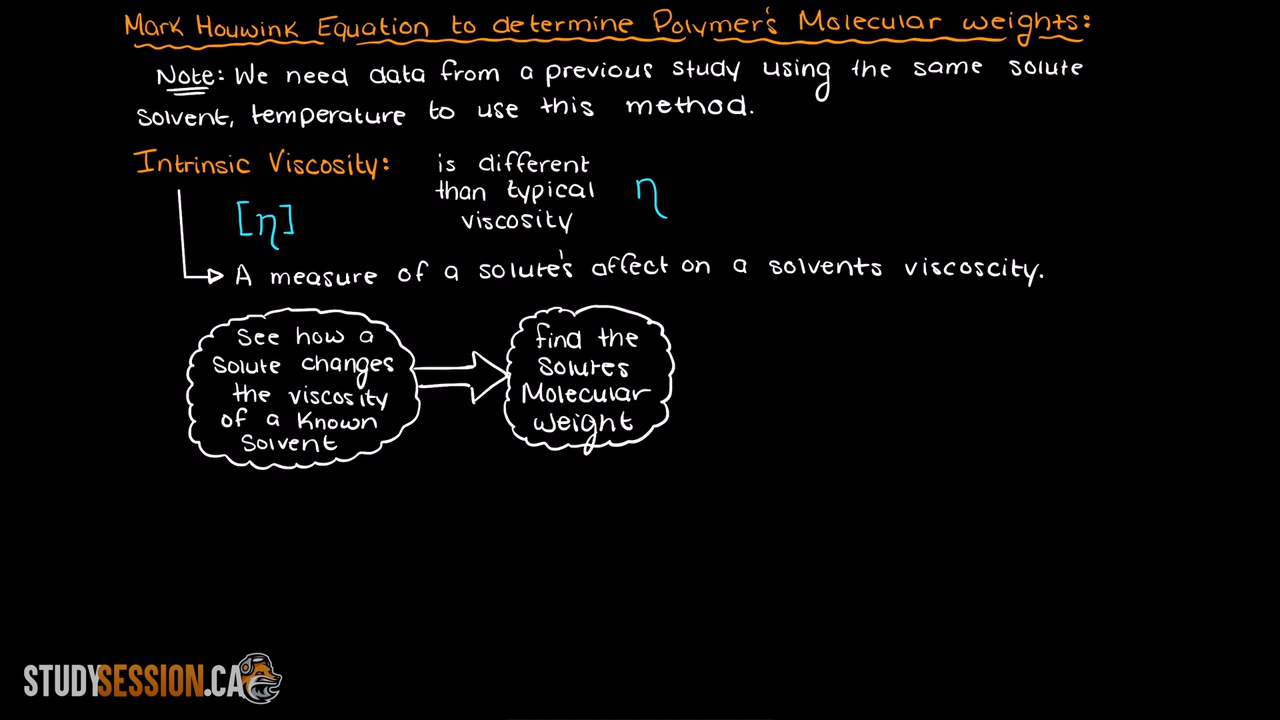 Mark Houwink Equation to determine Polymer's Molecular weights:
Note: We need data from a previous study using the same solute
solvent, temperature to use this method.
Intrinsic Viscosity:
[η]
is different
than typical
viscosity
η
A measure of a solute's affect on a solvents viscoscity.
See how a
solute changes
the viscosity
of a known
solvent
find the
solutes
Molecular
weight
STUDYSESSION.CA